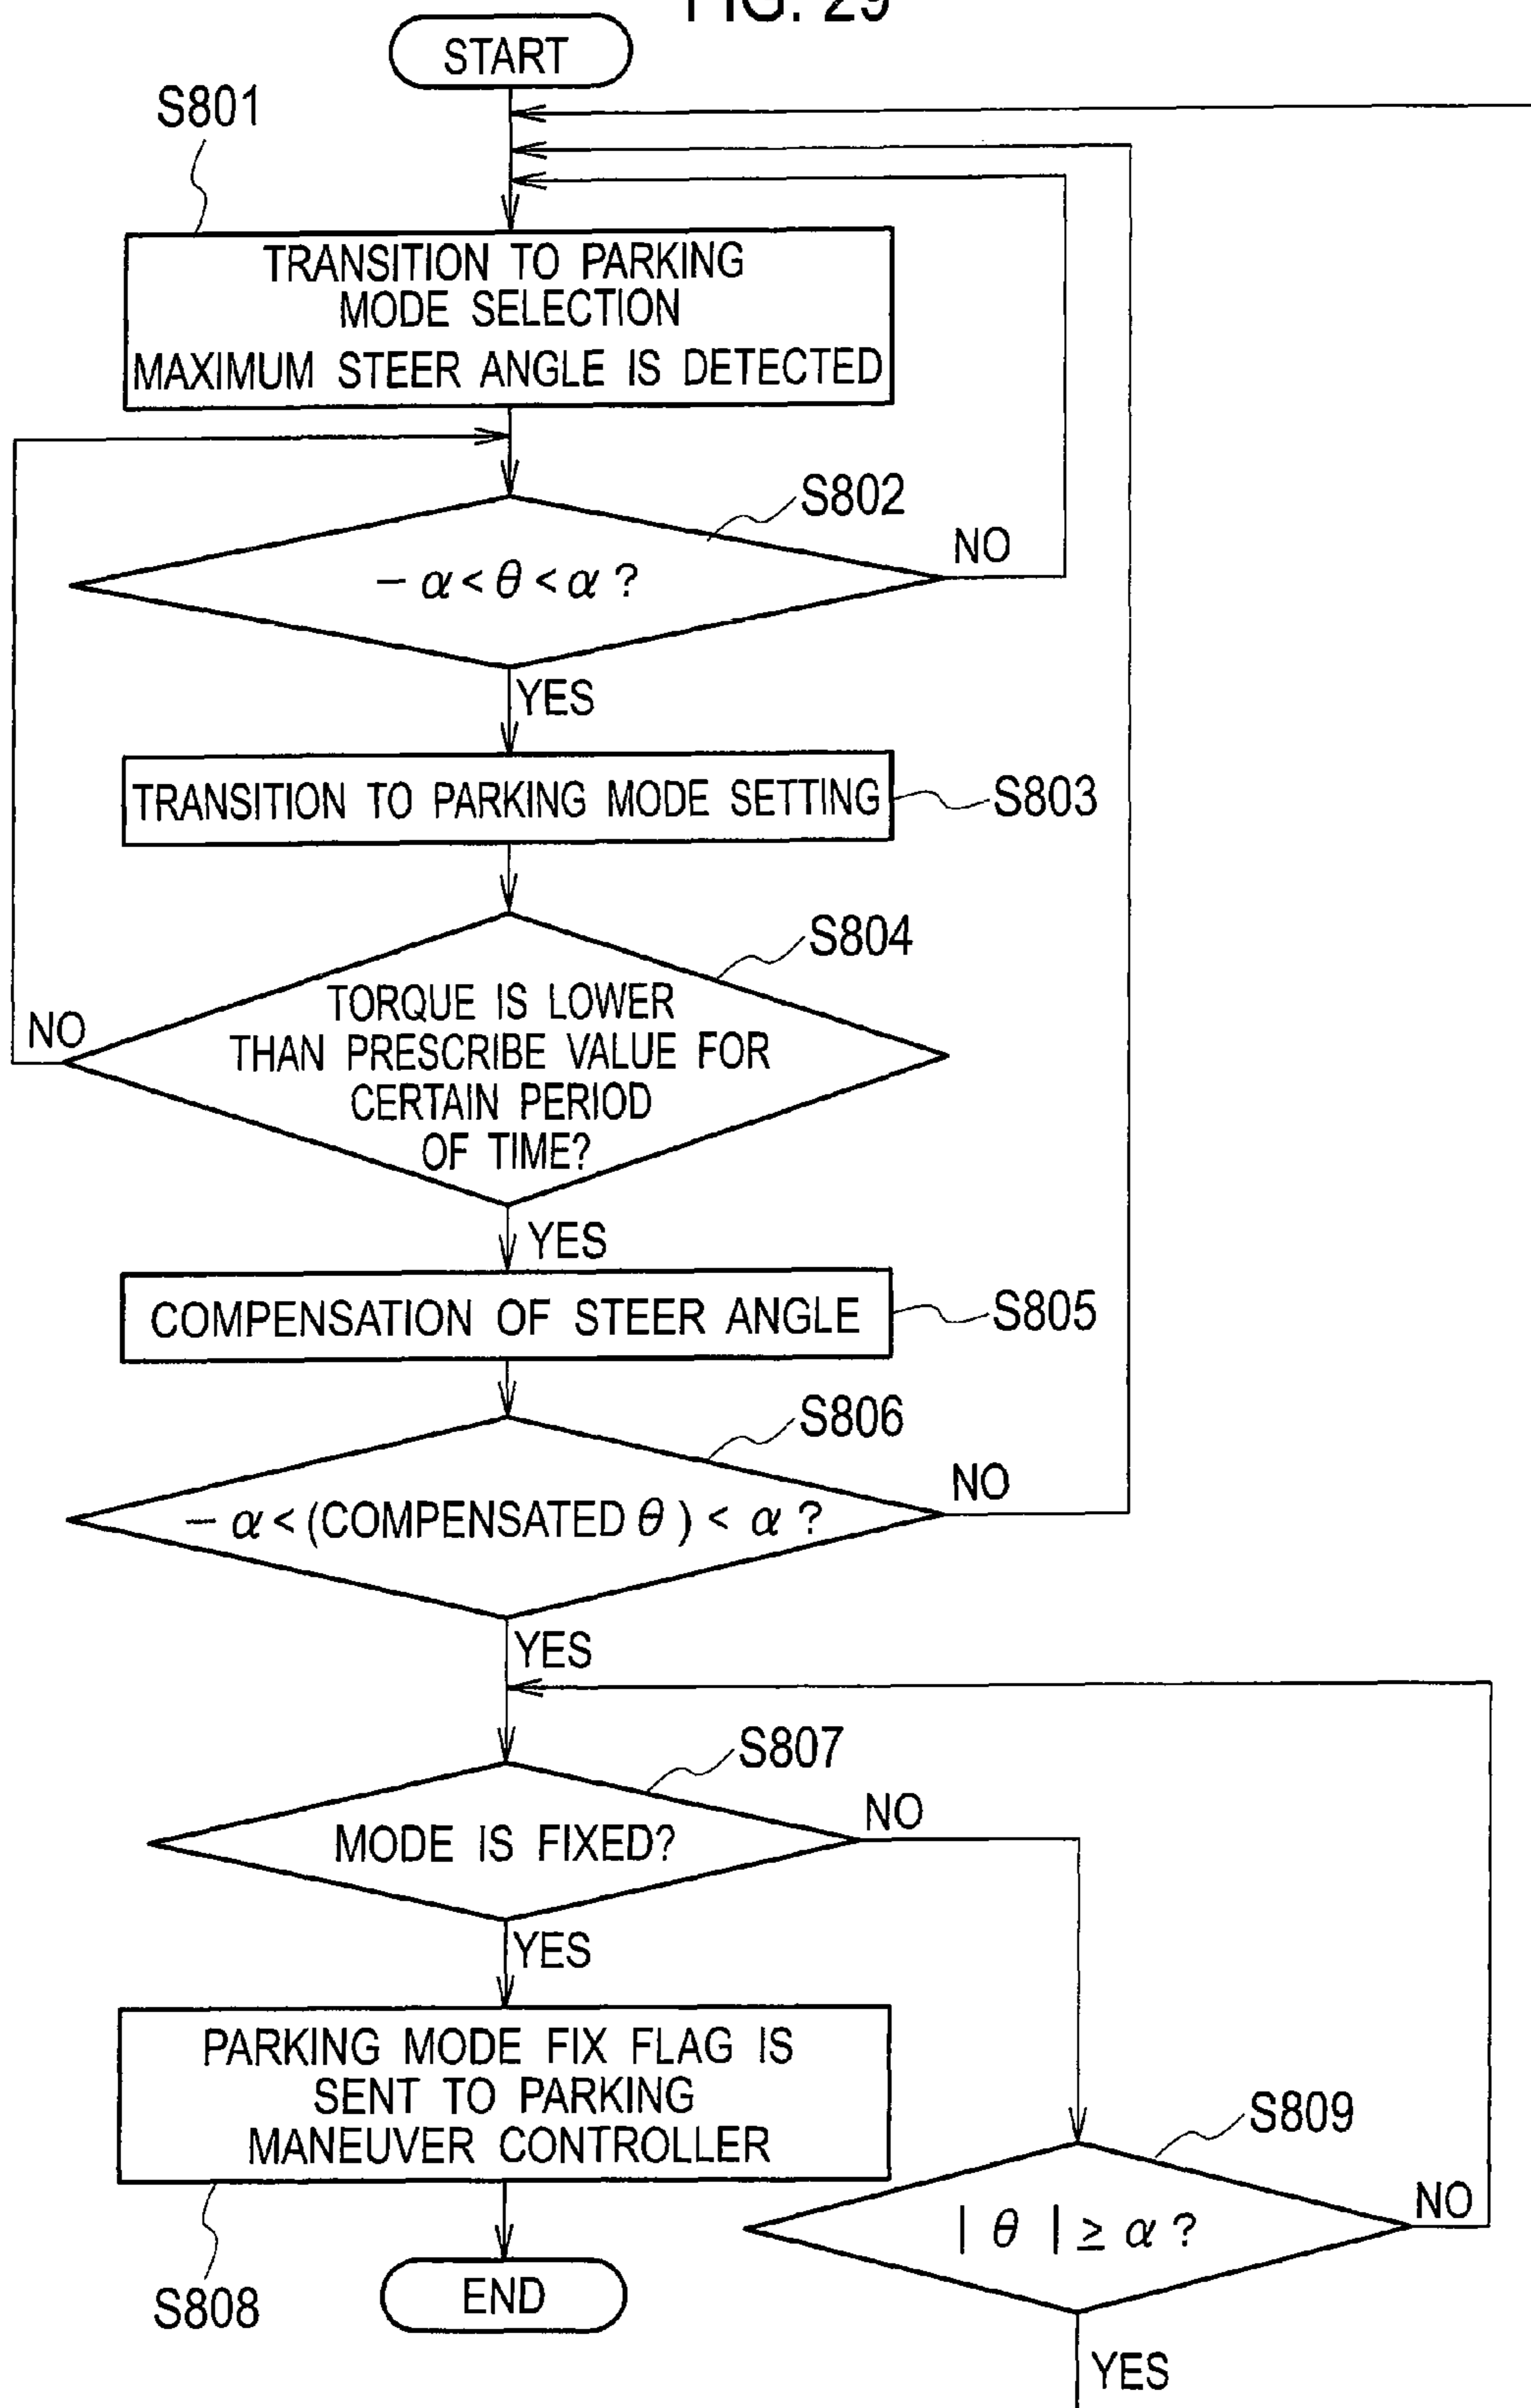 FIG. 29
START
S801
TRANSITION TO PARKING
MODE SELECTION
MAXIMUM STEER ANGLE IS DETECTED
S802
− α < θ < α ?
NO
YES
TRANSITION TO PARKING MODE SETTING
S803
S804
TORQUE IS LOWER
THAN PRESCRIBE VALUE FOR
CERTAIN PERIOD
OF TIME?
NO
YES
COMPENSATION OF STEER ANGLE
S805
S806
− α < (COMPENSATED θ ) < α ?
NO
YES
S807
MODE IS FIXED?
NO
YES
PARKING MODE FIX FLAG IS
SENT TO PARKING
MANEUVER CONTROLLER
S808
S809
| θ | ≥ α ?
NO
END
YES